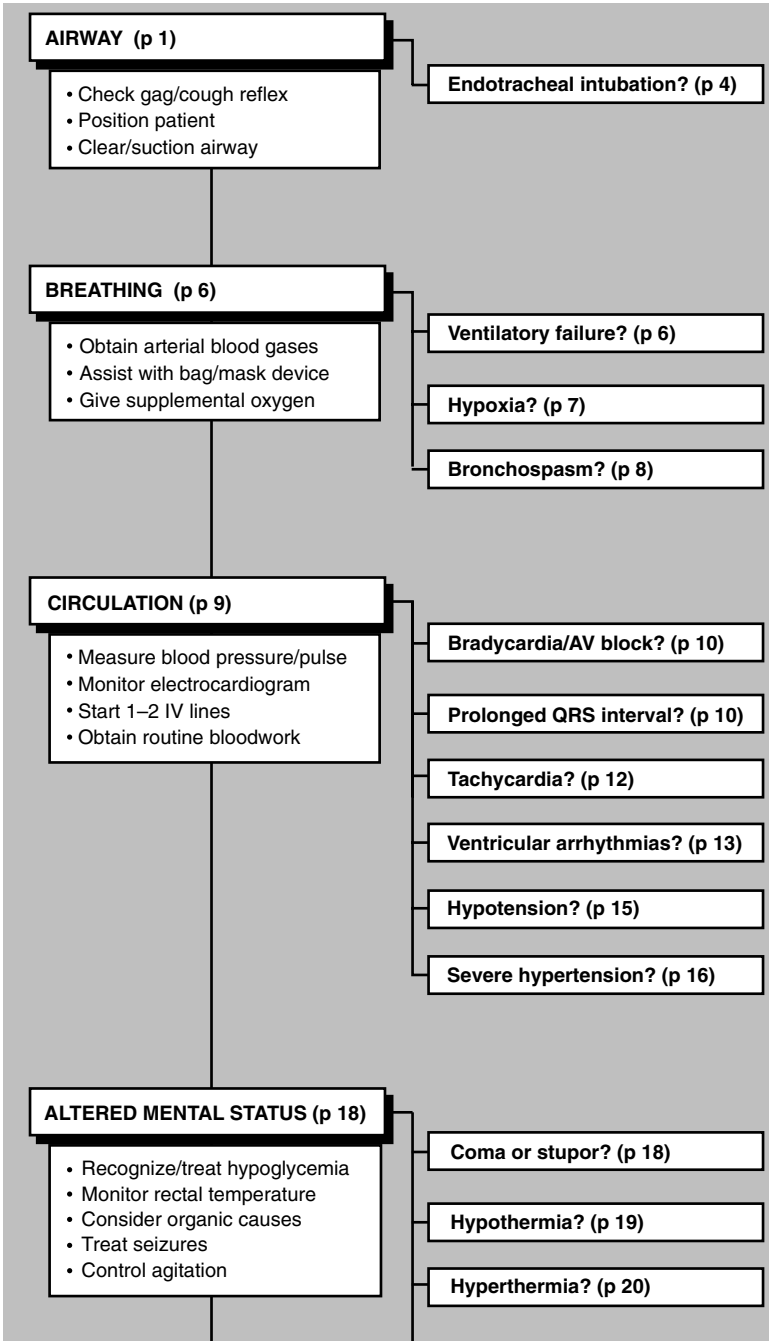 AIRWAY (p 1)
• Check gag/cough reflex
• Position patient
• Clear/suction airway
Endotracheal intubation? (p 4)
BREATHING (p 6)
• Obtain arterial blood gases
• Assist with bag/mask device
• Give supplemental oxygen
Ventilatory failure? (p 6)
Hypoxia? (p 7)
Bronchospasm? (p 8)
CIRCULATION (p 9)
• Measure blood pressure/pulse
• Monitor electrocardiogram
• Start 1–2 IV lines
• Obtain routine bloodwork
Bradycardia/AV block? (p 10)
Prolonged QRS interval? (p 10)
Tachycardia? (p 12)
Ventricular arrhythmias? (p 13)
Hypotension? (p 15)
Severe hypertension? (p 16)
ALTERED MENTAL STATUS (p 18)
• Recognize/treat hypoglycemia
• Monitor rectal temperature
• Consider organic causes
• Treat seizures
• Control agitation
Coma or stupor? (p 18)
Hypothermia? (p 19)
Hyperthermia? (p 20)